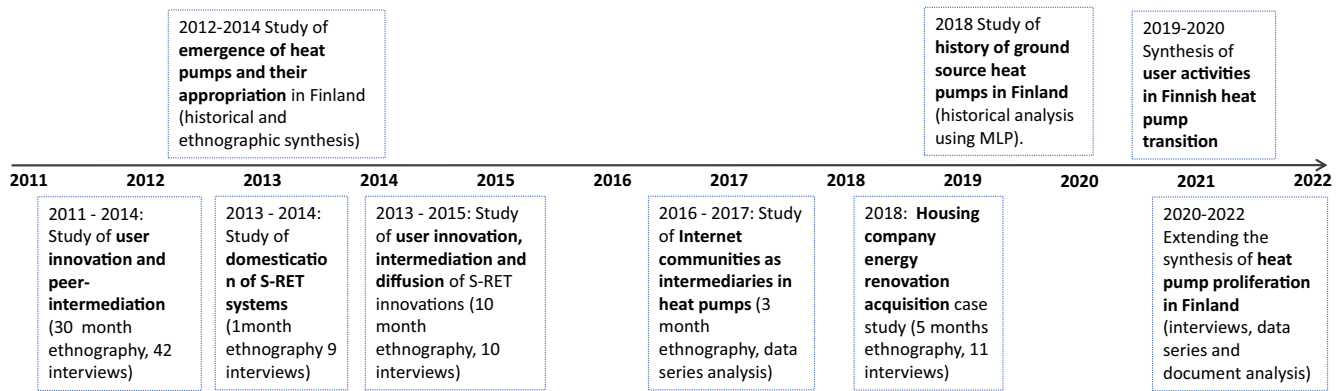 2012-2014 Study of
emergence of heat
pumps and their
appropriation in Finland
(historical and
ethnographic synthesis)
2018 Study of
history of ground
source heat
pumps in Finland
(historical analysis
using MLP).
2019-2020
Synthesis of
user activities
in Finnish heat
pump
transition
2011 2012 2013 2014 2015 2016 2017 2018 2019 2020 2021 2022
2011 - 2014:
Study of user
innovation and
peer-
intermediation
(30 month
ethnography, 42
interviews)
2013 - 2014:
Study of
domesticatio
n of S-RET
systems
(1month
ethnography 9
interviews)
2013 - 2015: Study
of user innovation,
intermediation and
diffusion of S-RET
innovations (10
month
ethnography, 10
interviews)
2016 - 2017: Study
of Internet
communities as
intermediaries in
heat pumps (3
month
ethnography, data
series analysis)
2018: Housing
company
energy
renovation
acquisition case
study (5 months
ethnography, 11
interviews)
2020-2022
Extending the
synthesis of heat
pump proliferation
in Finland
(interviews, data
series and
document analysis)